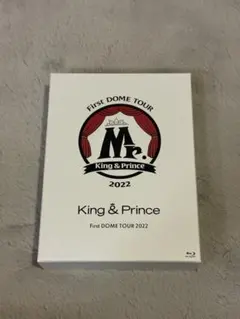 First DOME TOUR
Mr.
King & Prince
2022
King & Prince
First DOME TOUR 2022